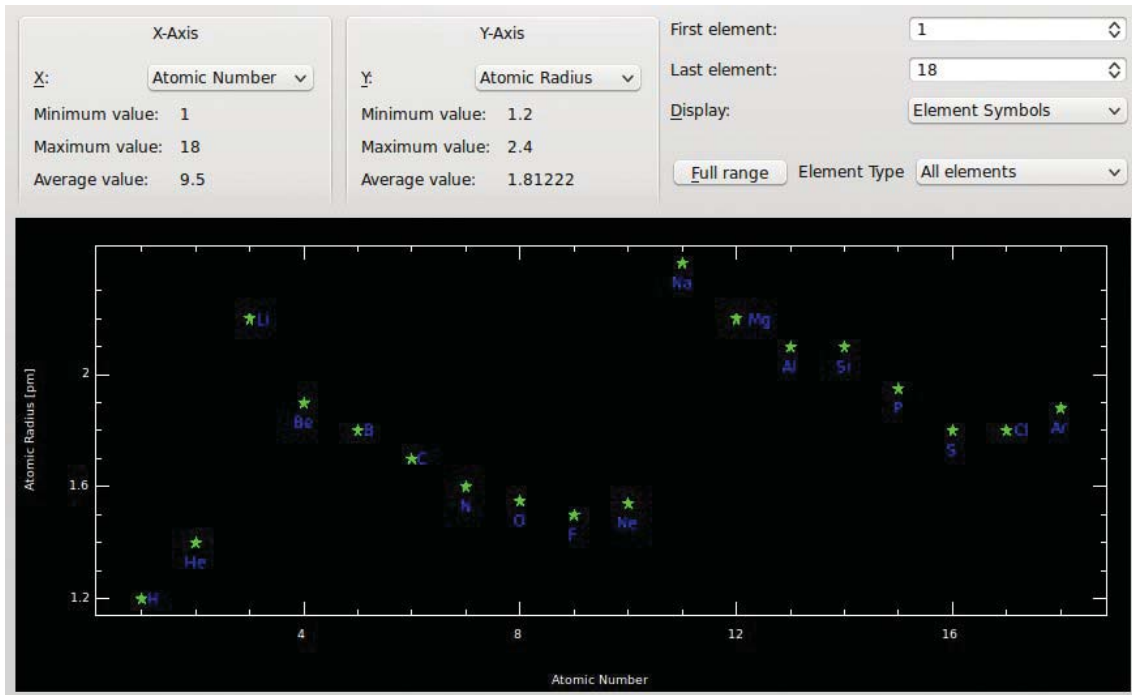 X-Axis
X: Atomic Number
Minimum value: 1
Maximum value: 18
Average value: 9.5
Y-Axis
Y: Atomic Radius
Minimum value: 1.2
Maximum value: 2.4
Average value: 1.81222
First element: 1
Last element: 18
Display: Element Symbols
Full range Element Type All elements
Na
Li
Mg
2
Al
Si
Be
P
B
Cl
Ar
C
S
1.6
N
O
F
Ne
He
1.2
H
4
8
12
16
Atomic Radius [pm]
Atomic Number